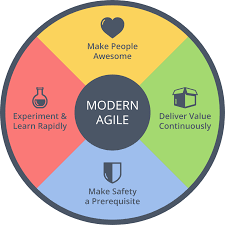 Make People
Awesome
Experiment &
Learn Rapidly
MODERN
AGILE
Deliver Value
Continuously
Make Safety
a Prerequisite